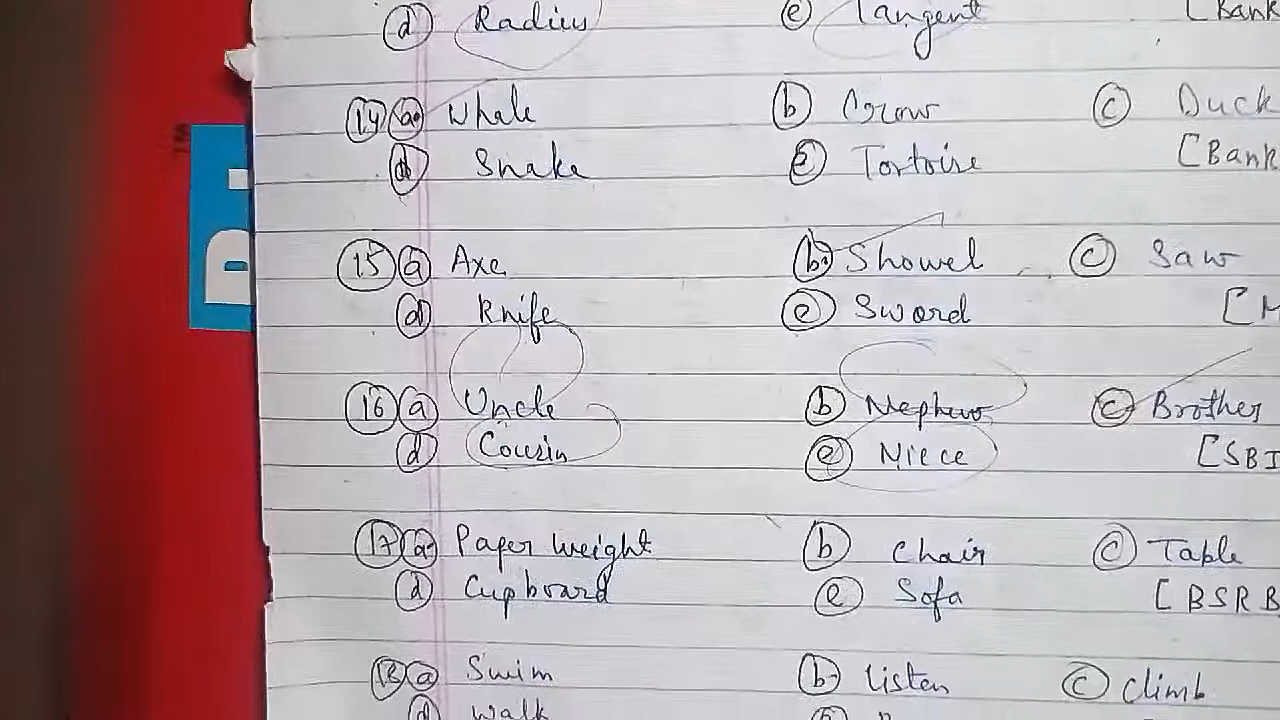 (d) Radius (e) Tangent [Bank
(14) (a) Whale (b) Crow (c) Duck
(d) Snake (e) Tortoise [Bank
(15) (a) Axe (b) Showel (c) Saw
(d) Knife (e) Sword [
(16) (a) Uncle (b) Nephew (c) Brother
(d) Cousin (e) Niece [SBI
(17) (a) Paper weight (b) Chair (c) Table
(d) Cupboard (e) Sofa [BSRB
(18) (a) Swim (b) Listen (c) Climb
(d) Walk